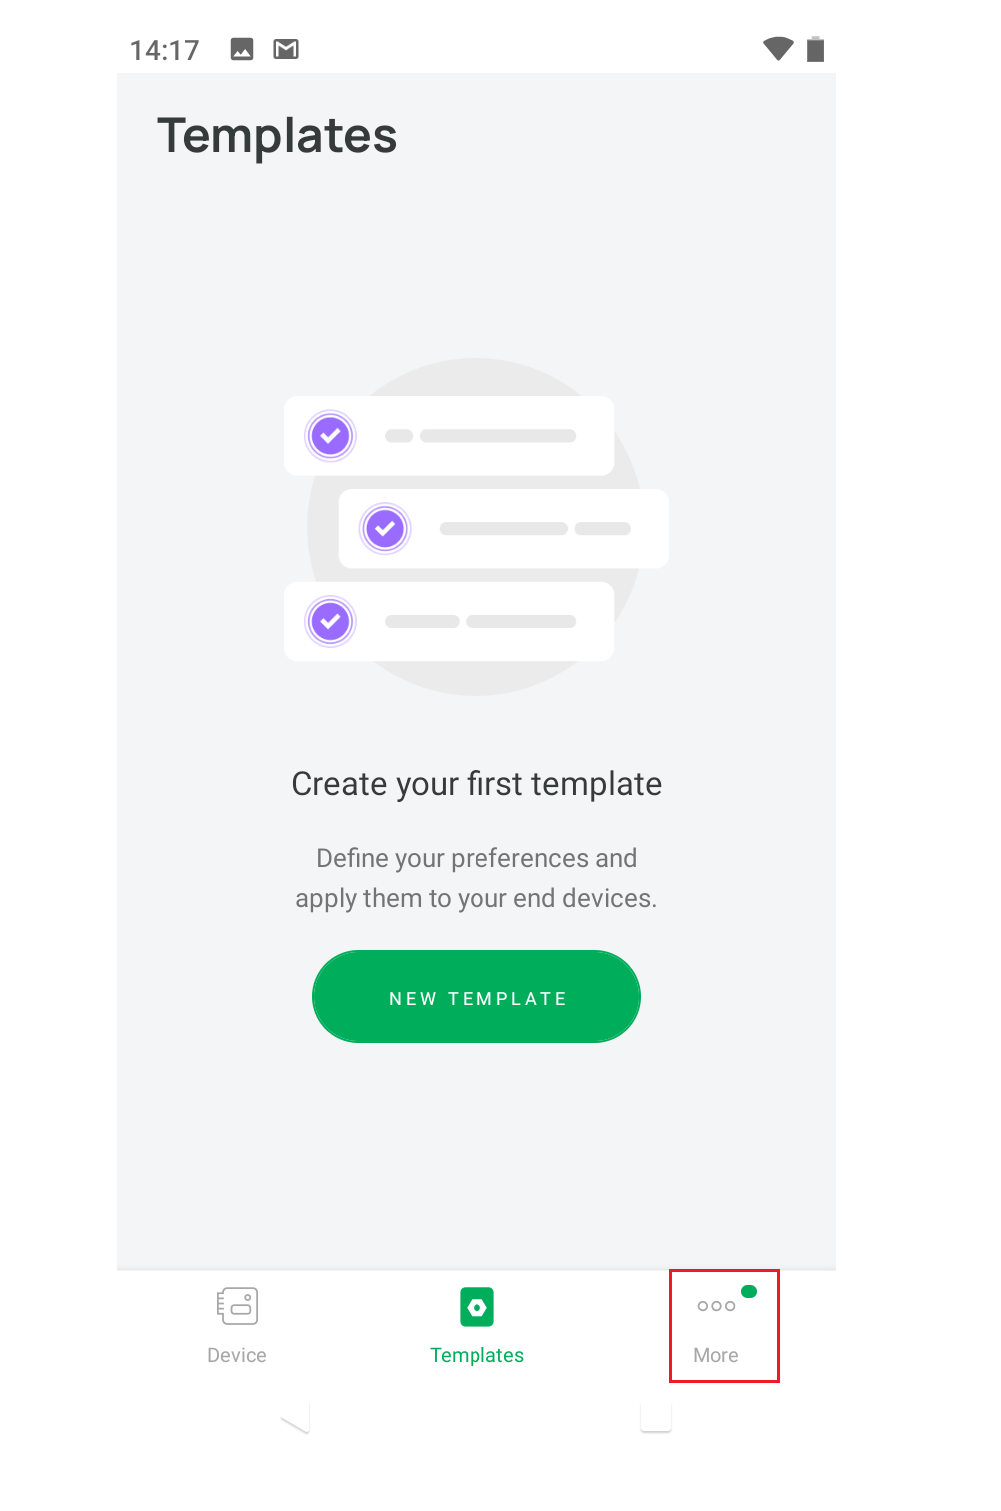 14:17
Templates
Create your first template
Define your preferences and
apply them to your end devices.
NEW TEMPLATE
Device
Templates
More